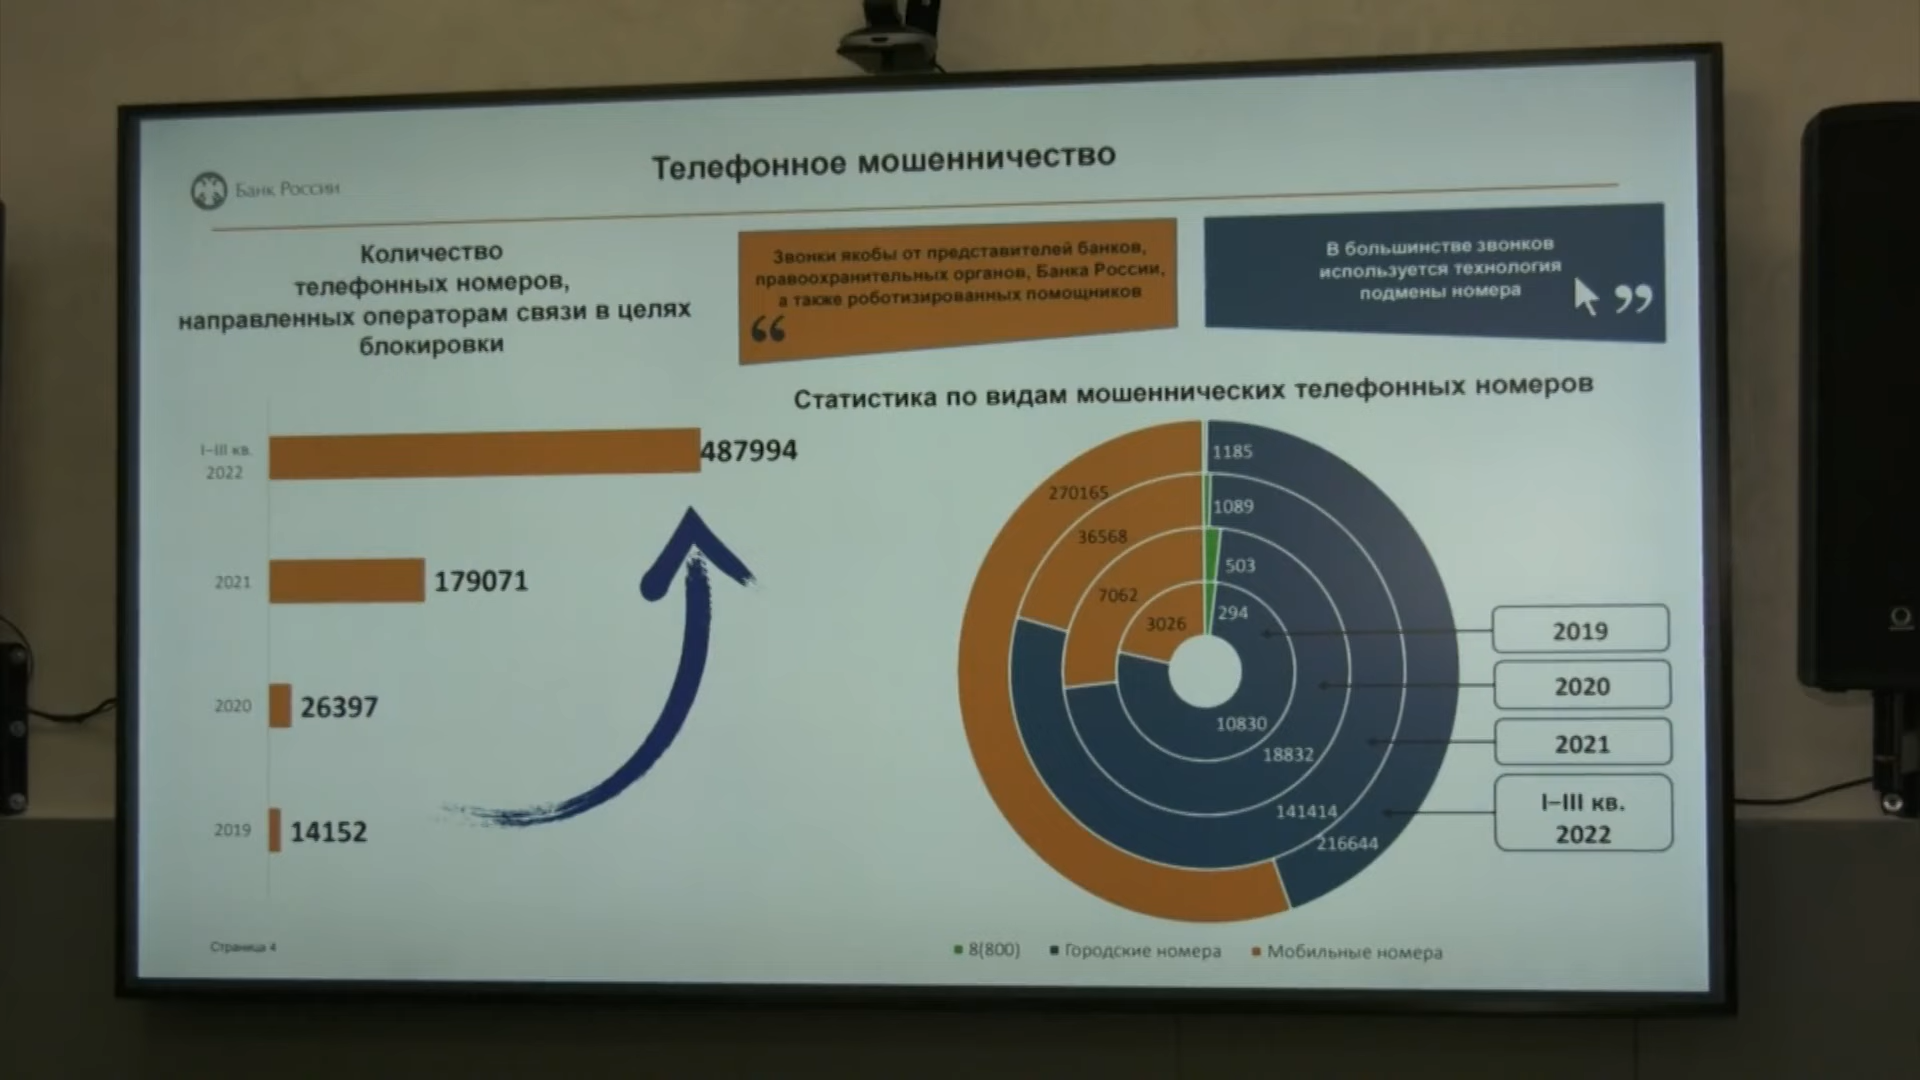 Телефонное мошенничество
Банк России
Количество
телефонных номеров,
направленных операторам связи в целях
блокировки
Звонки якобы от представителей банков,
правоохранительных органов, Банка России,
а также роботизированных помощников
“
В большинстве звонков
используется технология
подмены номера
”
I–III кв.
2022
487994
2021
179071
2020
26397
2019
14152
Статистика по видам мошеннических телефонных номеров
1185
270165
1089
36568
503
7062
294
3026
10830
18832
141414
216644
2019
2020
2021
I–III кв.
2022
8(800)
Городские номера
Мобильные номера
Страница 4